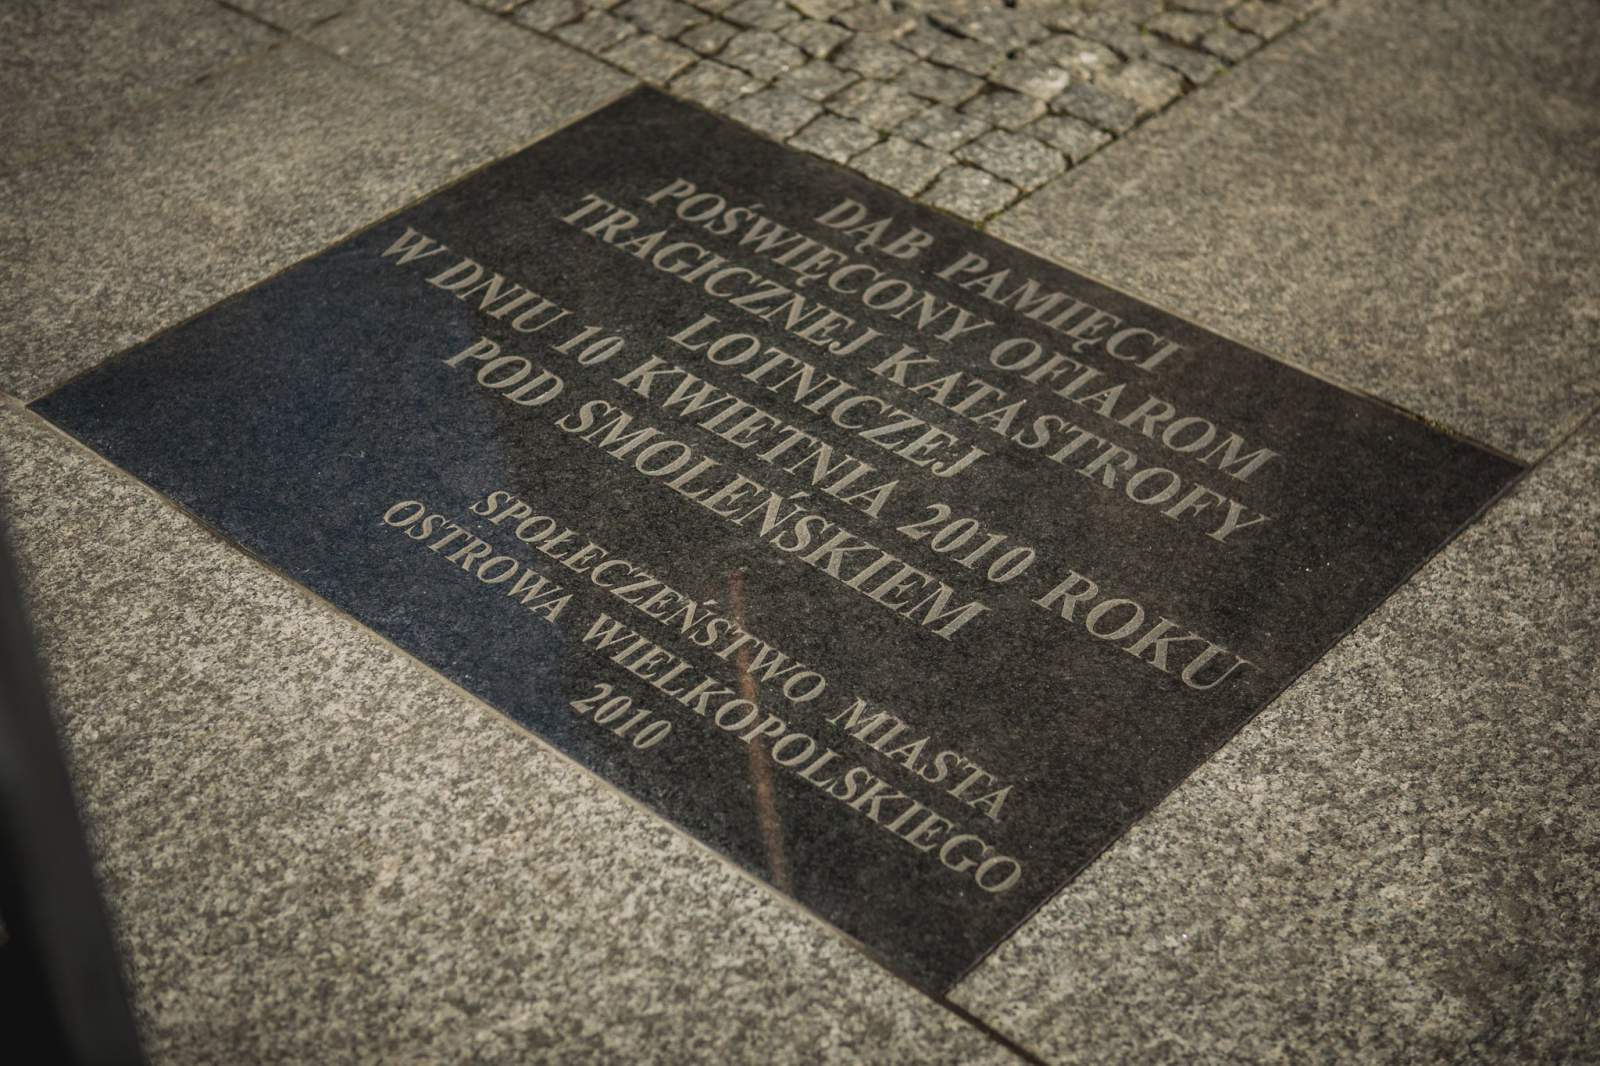 DĄB PAMIĘCI
POŚWIĘCONY OFIAROM
TRAGICZNEJ KATASTROFY
LOTNICZEJ
W DNIU 10 KWIETNIA 2010 ROKU
POD SMOLEŃSKIEM
SPOŁECZEŃSTWO MIASTA
OSTROWA WIELKOPOLSKIEGO
2010